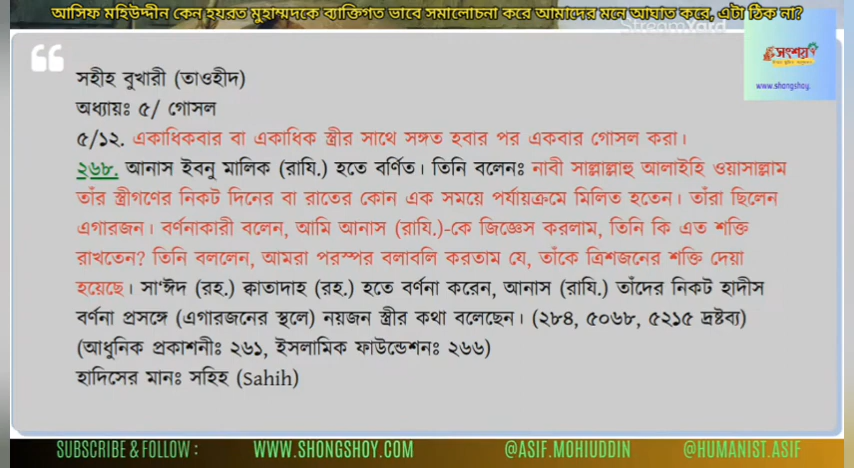 আসিফ মহিউদ্দীন কেন হযরত মুহাম্মদকে ব্যাক্তিগত ভাবে সমালোচনা করে আমাদের মনে আঘাত করে, এটা ঠিক না?
StreamYard
সংশয়
www.shongshoy.
সহীহ বুখারী (তাওহীদ)
অধ্যায়ঃ ৫/ গোসল
৫/১২. একাধিকবার বা একাধিক স্ত্রীর সাথে সঙ্গত হবার পর একবার গোসল করা।
২৬৮. আনাস ইবনু মালিক (রাযি.) হতে বর্ণিত। তিনি বলেনঃ নাবী সাল্লাল্লাহু আলাইহি ওয়াসাল্লাম
তাঁর স্ত্রীগণের নিকট দিনের বা রাতের কোন এক সময়ে পর্যায়ক্রমে মিলিত হতেন। তাঁরা ছিলেন
এগারজন। বর্ণনাকারী বলেন, আমি আনাস (রাযি.)-কে জিজ্ঞেস করলাম, তিনি কি এত শক্তি
রাখতেন? তিনি বললেন, আমরা পরস্পর বলাবলি করতাম যে, তাঁকে ত্রিশজনের শক্তি দেয়া
হয়েছে। সা‘ঈদ (রহ.) ক্বাতাদাহ (রহ.) হতে বর্ণনা করেন, আনাস (রাযি.) তাঁদের নিকট হাদীস
বর্ণনা প্রসঙ্গে (এগারজনের স্থলে) নয়জন স্ত্রীর কথা বলেছেন। (২৮৪, ৫০৬৮, ৫২১৫ দ্রষ্টব্য)
(আধুনিক প্রকাশনীঃ ২৬১, ইসলামিক ফাউন্ডেশনঃ ২৬৬)
হাদিসের মানঃ সহিহ (Sahih)
SUBSCRIBE & FOLLOW : WWW.SHONGSHOY.COM @ASIF.MOHIUDDIN @HUMANIST.ASIF